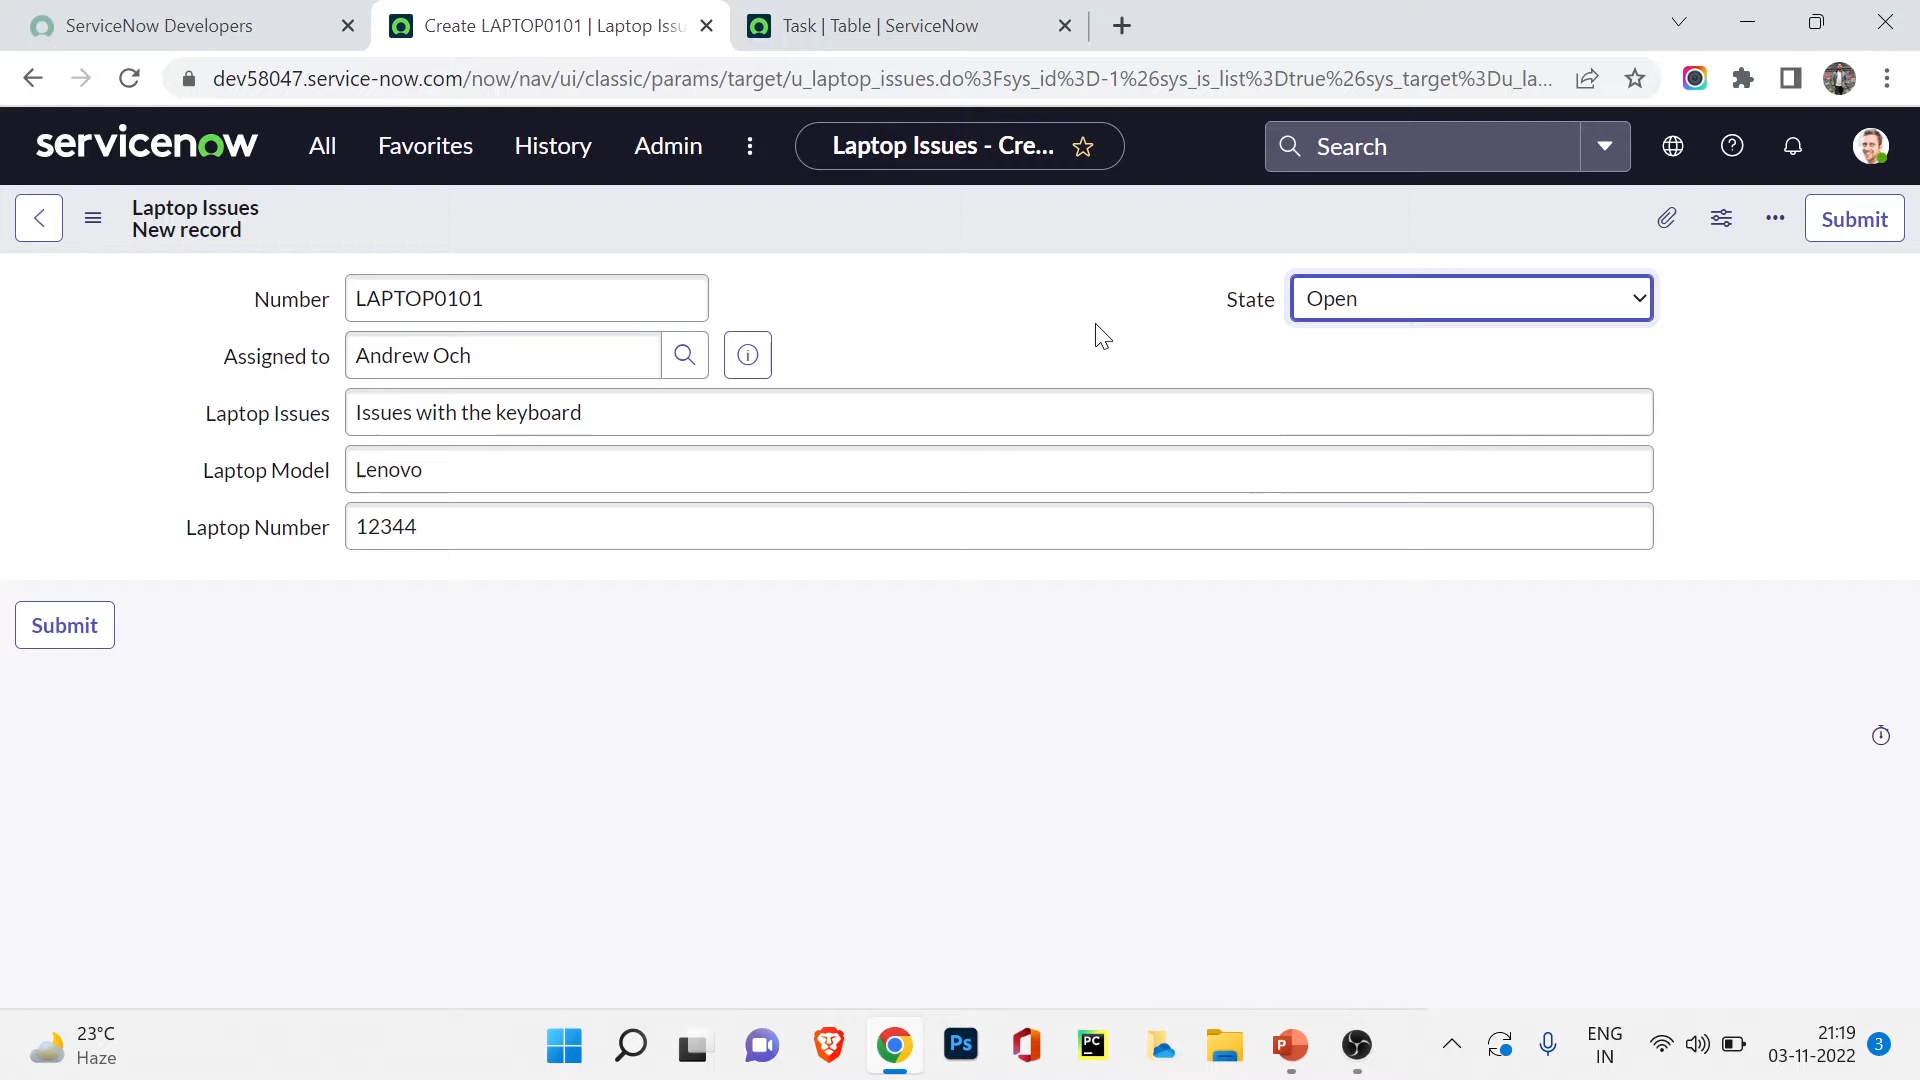 ServiceNow Developers
Create LAPTOP0101 | Laptop Issu
Task | Table | ServiceNow
dev58047.service-now.com/now/nav/ui/classic/params/target/u_laptop_issues.do%3Fsys_id%3D-1%26sys_is_list%3Dtrue%26sys_target%3Du_la...
servicenow
All
Favorites
History
Admin
Laptop Issues - Cre...
Search
Laptop Issues
New record
Submit
Number
LAPTOP0101
State
Open
Assigned to
Andrew Och
Laptop Issues
Issues with the keyboard
Laptop Model
Lenovo
Laptop Number
12344
Submit
23°C
Haze
Ps
PC
P
ENG
IN
21:19
03-11-2022
3